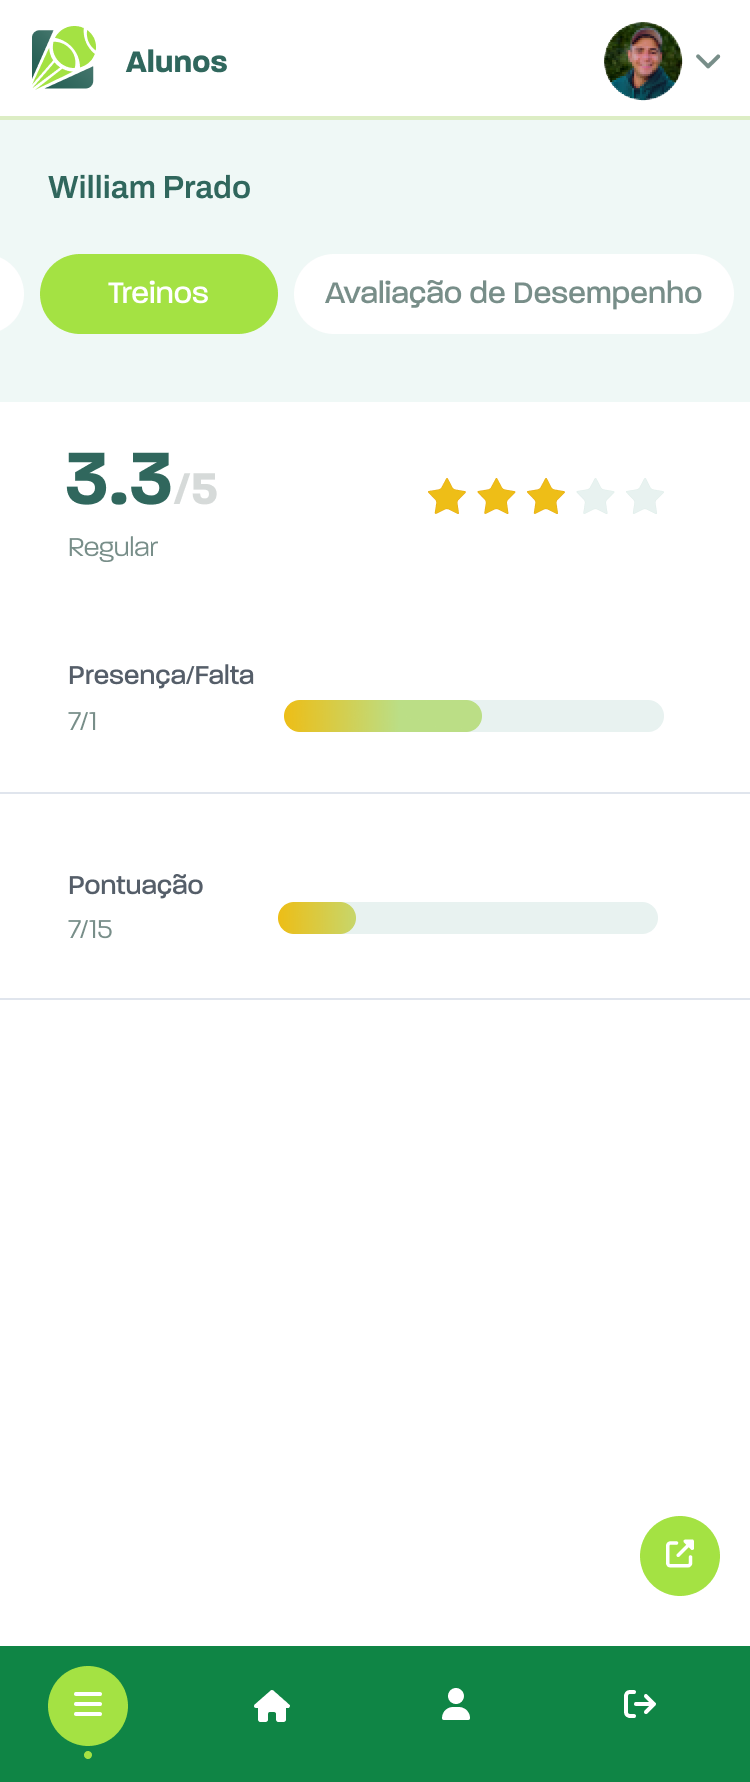 Alunos
William Prado
Treinos
Avaliação de Desempenho
3.3/5
Regular
Presença/Falta
7/1
Pontuação
7/15